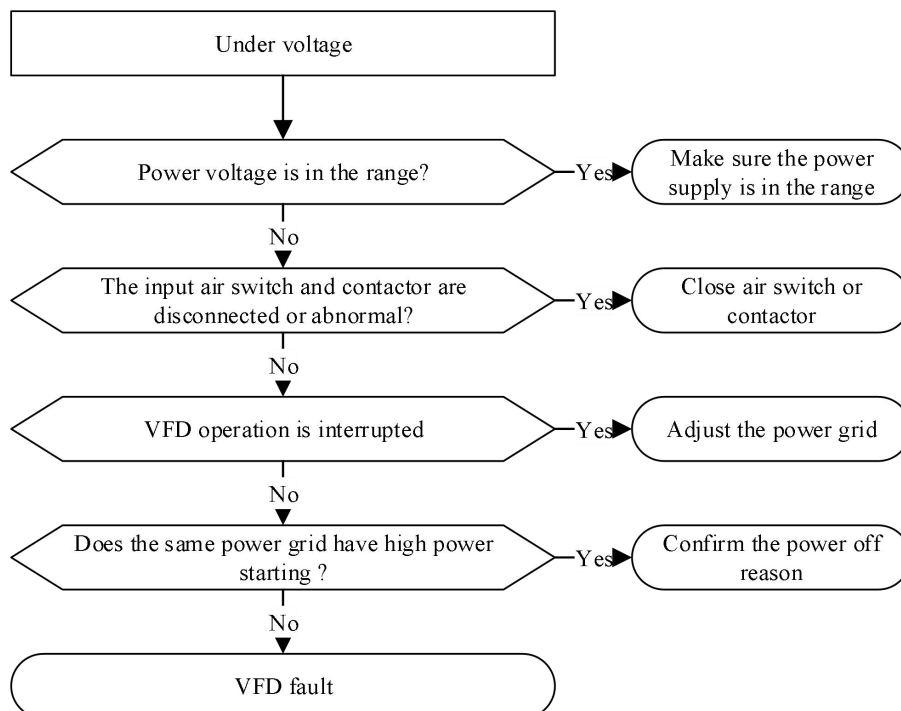 Under voltage
Power voltage is in the range?
Yes
Make sure the power
supply is in the range
No
The input air switch and contactor are
disconnected or abnormal?
Yes
Close air switch or
contactor
No
VFD operation is interrupted
Yes
Adjust the power grid
No
Does the same power grid have high power
starting ?
Yes
Confirm the power off
reason
No
VFD fault